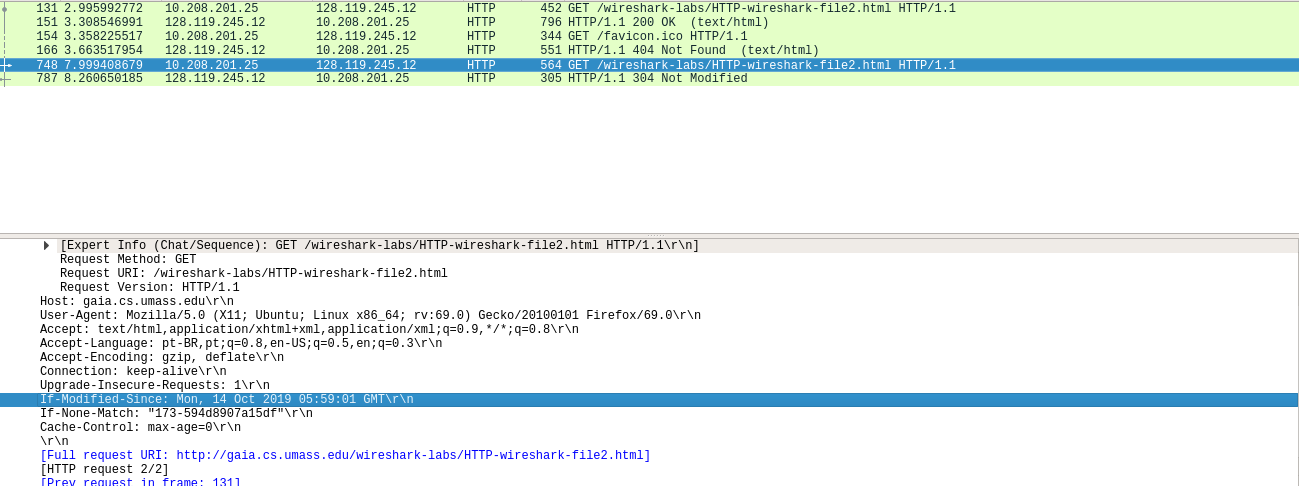 131 2.995992772 10.208.201.25 128.119.245.12 HTTP 452 GET /wireshark-labs/HTTP-wireshark-file2.html HTTP/1.1
151 3.308546991 128.119.245.12 10.208.201.25 HTTP 796 HTTP/1.1 200 OK (text/html)
154 3.358225517 10.208.201.25 128.119.245.12 HTTP 344 GET /favicon.ico HTTP/1.1
166 3.663517954 128.119.245.12 10.208.201.25 HTTP 551 HTTP/1.1 404 Not Found (text/html)
748 7.999408679 10.208.201.25 128.119.245.12 HTTP 564 GET /wireshark-labs/HTTP-wireshark-file2.html HTTP/1.1
787 8.260650185 128.119.245.12 10.208.201.25 HTTP 305 HTTP/1.1 304 Not Modified
[Expert Info (Chat/Sequence): GET /wireshark-labs/HTTP-wireshark-file2.html HTTP/1.1\r\n]
Request Method: GET
Request URI: /wireshark-labs/HTTP-wireshark-file2.html
Request Version: HTTP/1.1
Host: gaia.cs.umass.edu\r\n
User-Agent: Mozilla/5.0 (X11; Ubuntu; Linux x86_64; rv:69.0) Gecko/20100101 Firefox/69.0\r\n
Accept: text/html,application/xhtml+xml,application/xml;q=0.9,*/*;q=0.8\r\n
Accept-Language: pt-BR,pt;q=0.8,en-US;q=0.5,en;q=0.3\r\n
Accept-Encoding: gzip, deflate\r\n
Connection: keep-alive\r\n
Upgrade-Insecure-Requests: 1\r\n
If-Modified-Since: Mon, 14 Oct 2019 05:59:01 GMT\r\n
If-None-Match: "173-594d8907a15df"\r\n
Cache-Control: max-age=0\r\n
\r\n
[Full request URI: http://gaia.cs.umass.edu/wireshark-labs/HTTP-wireshark-file2.html]
[HTTP request 2/2]
[Prev request in frame: 131]